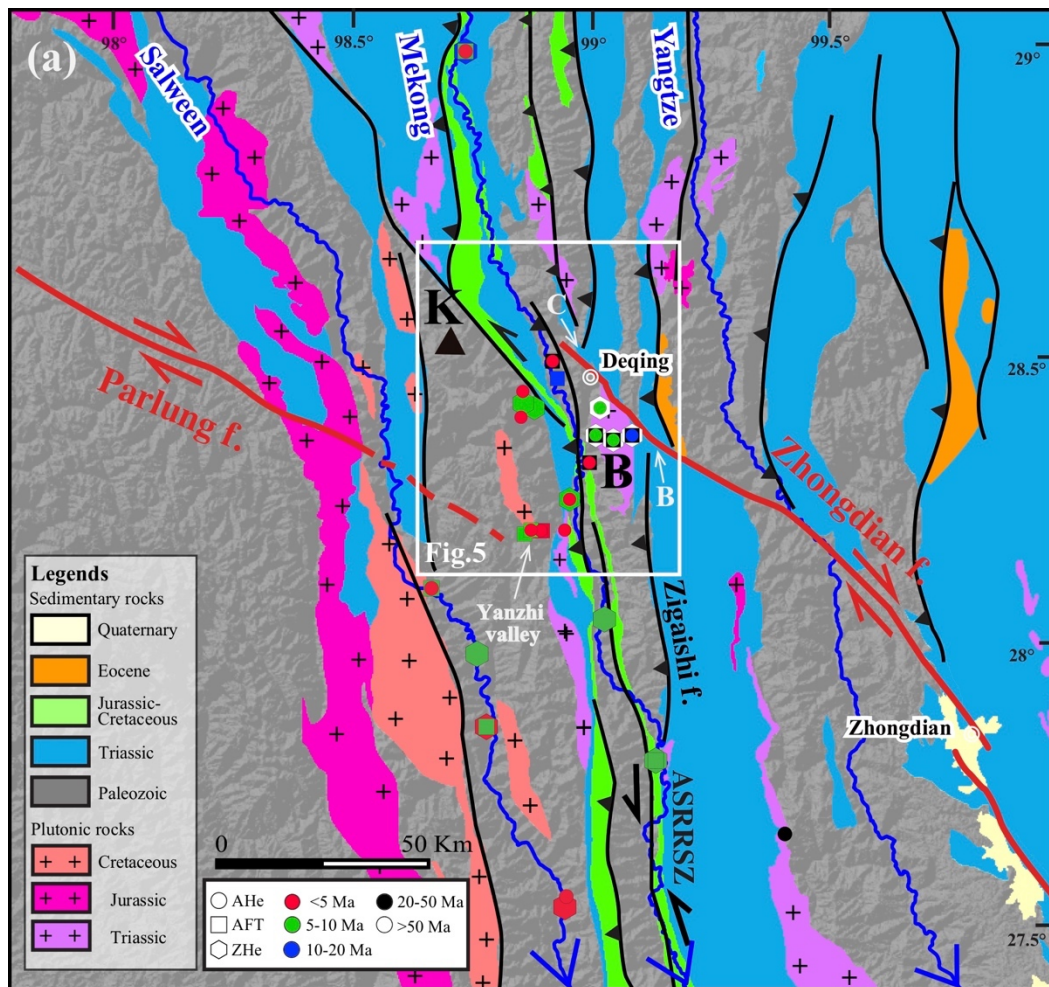 (a)
98°
98.5°
99°
99.5°
29°
Salween
Mekong
Yangtze
K
C
Deqing
28.5°
Parlung f.
B
B
Zhongdian f.
Fig.5
Yanzhi
valley
Zigaishi f.
28°
Zhongdian
ASRRSZ
27.5°
Legends
Sedimentary rocks
Quaternary
Eocene
Jurassic-
Cretaceous
Triassic
Paleozoic
Plutonic rocks
Cretaceous
Jurassic
Triassic
0
50 Km
AHe
<5 Ma
20-50 Ma
AFT
5-10 Ma
>50 Ma
ZHe
10-20 Ma